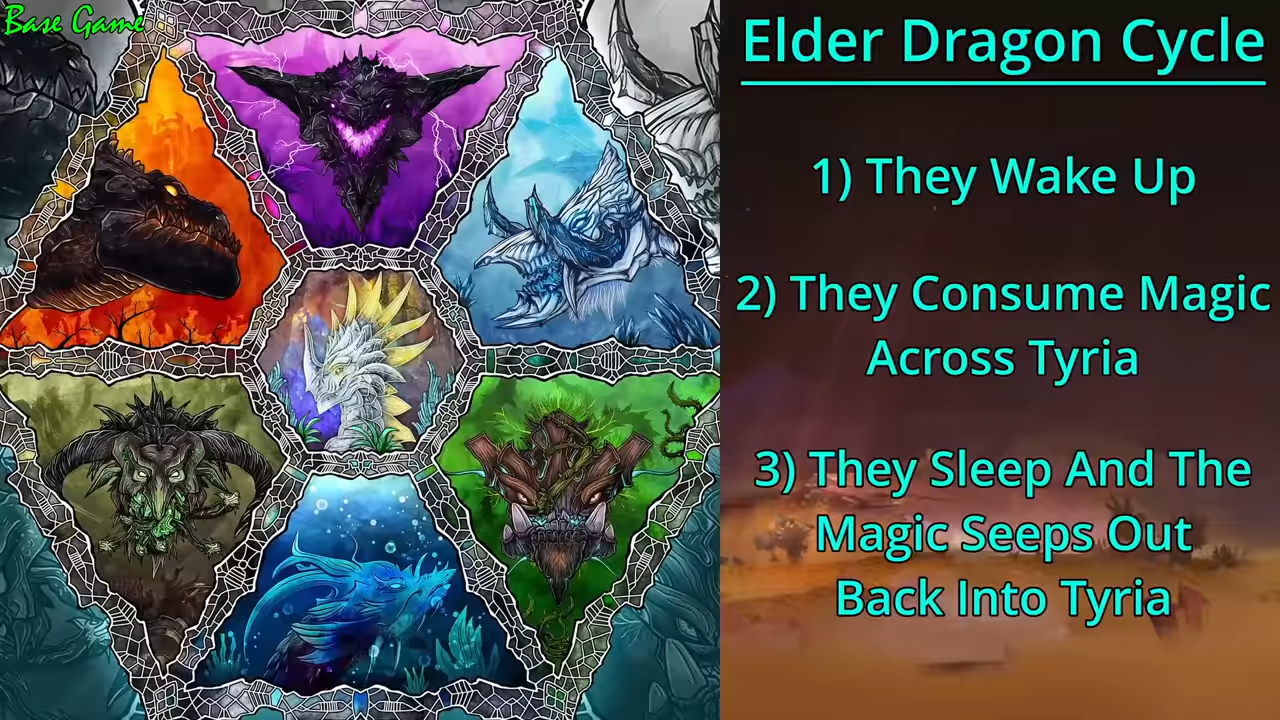 Base Game
Elder Dragon Cycle
1) They Wake Up
2) They Consume Magic
Across Tyria
3) They Sleep And The
Magic Seeps Out
Back Into Tyria